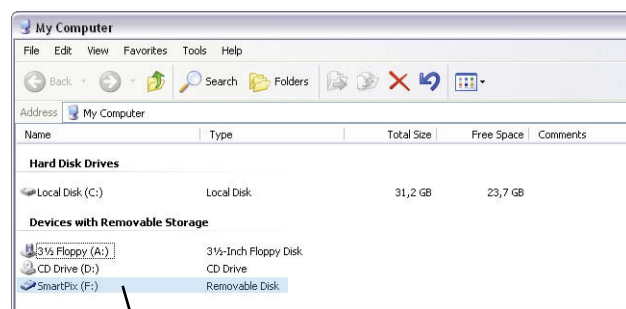 My Computer
File Edit View Favorites Tools Help
Back Search Folders
Address My Computer
Name Type Total Size Free Space Comments
Hard Disk Drives
Local Disk (C:) Local Disk 31,2 GB 23,7 GB
Devices with Removable Storage
3½ Floppy (A:) 3½-Inch Floppy Disk
CD Drive (D:) CD Drive
SmartPix (F:) Removable Disk